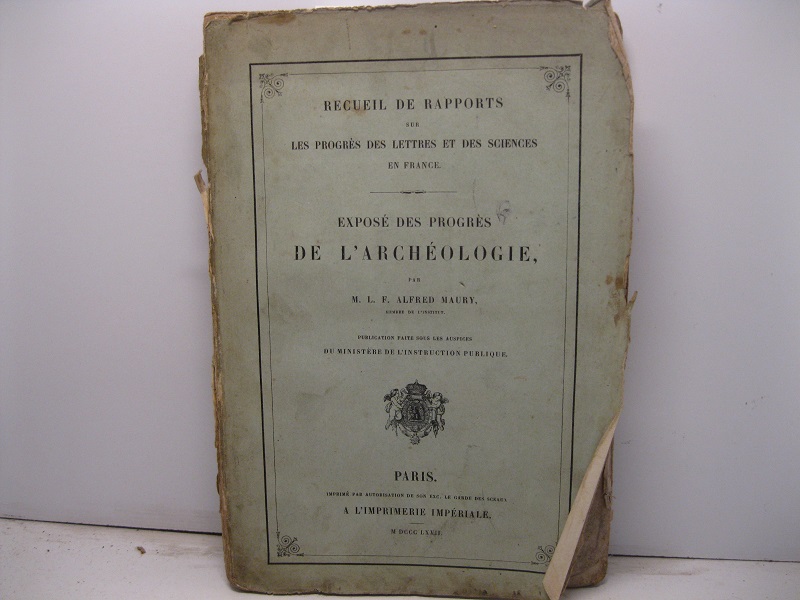 RECUEIL DE RAPPORTS
SUR
LES PROGRÈS DES LETTRES ET DES SCIENCES
EN FRANCE.
EXPOSÉ DES PROGRÈS
DE L'ARCHÉOLOGIE,
PAR
M. L. F. ALFRED MAURY,
MEMBRE DE L'INSTITUT.
PUBLICATION FAITE SOUS LES AUSPICES
DU MINISTÈRE DE L'INSTRUCTION PUBLIQUE.
PARIS.
IMPRIMÉ PAR AUTORISATION DE SON EXC. LE GARDE DES SCEAUX
A L'IMPRIMERIE IMPÉRIALE.
M DCCC